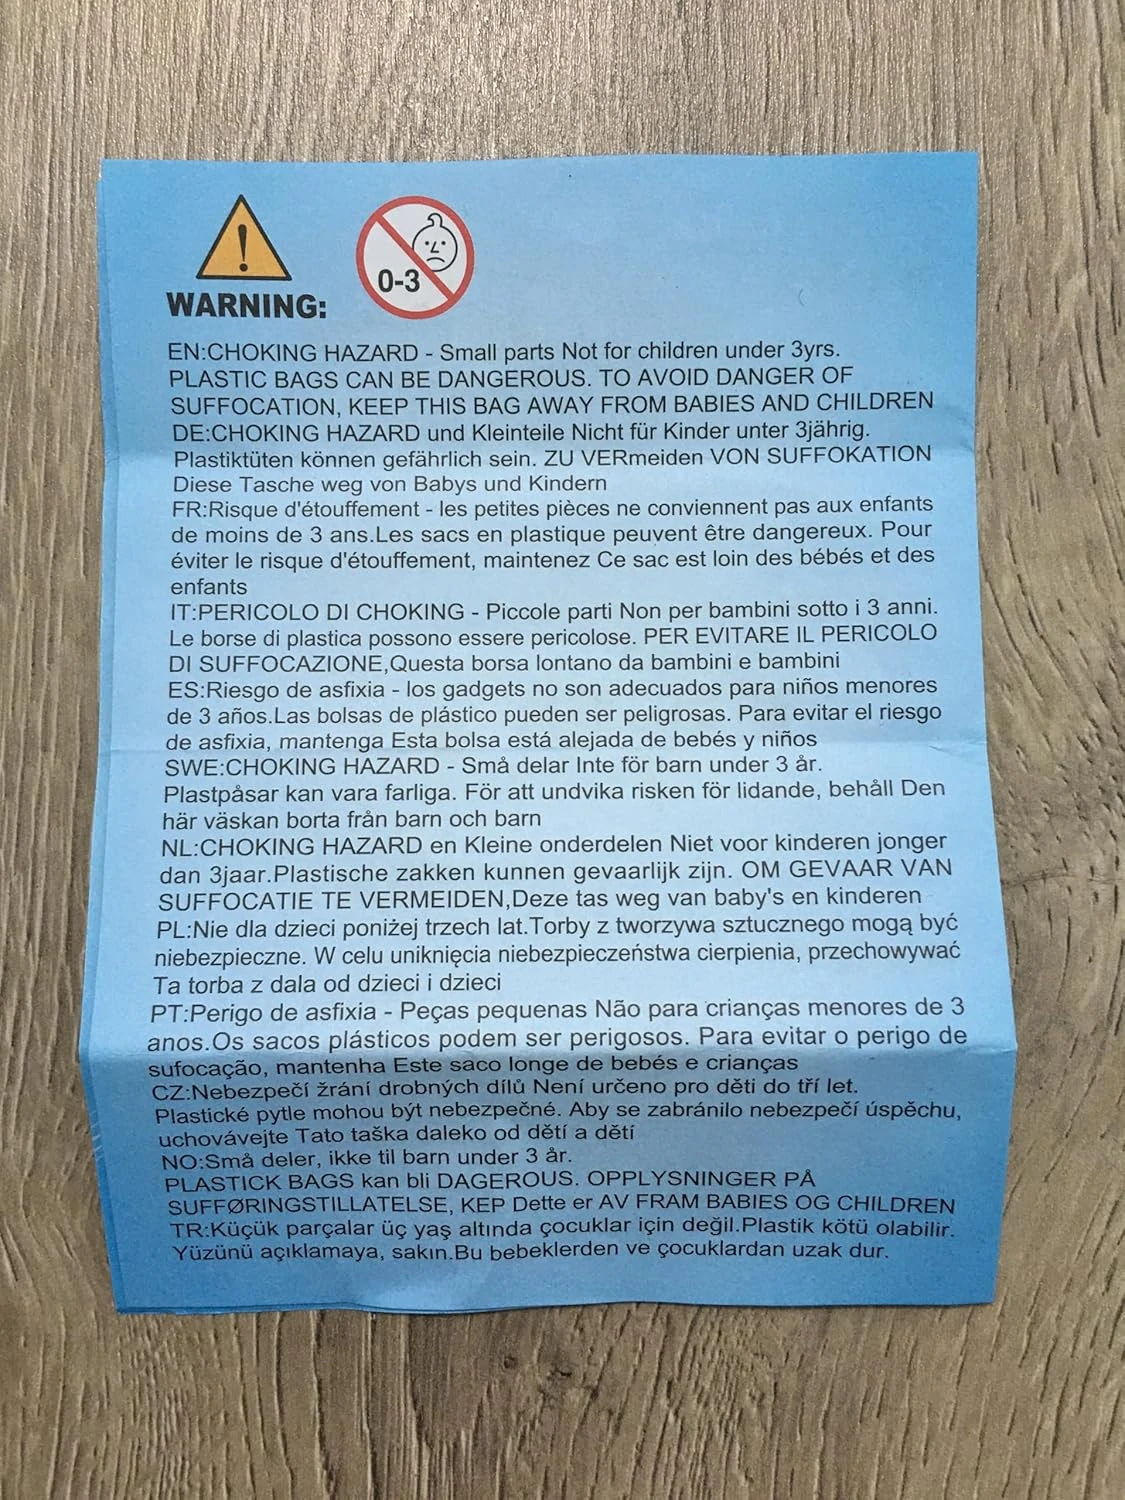 0-3
WARNING:
EN:CHOKING HAZARD - Small parts Not for children under 3yrs.
PLASTIC BAGS CAN BE DANGEROUS. TO AVOID DANGER OF
SUFFOCATION, KEEP THIS BAG AWAY FROM BABIES AND CHILDREN
DE:CHOKING HAZARD und Kleinteile Nicht für Kinder unter 3jährig.
Plastiktüten können gefährlich sein. ZU VERmeiden VON SUFFOKATION
Diese Tasche weg von Babys und Kindern
FR:Risque d'étouffement - les petites pièces ne conviennent pas aux enfants
de moins de 3 ans.Les sacs en plastique peuvent être dangereux. Pour
éviter le risque d'étouffement, maintenez Ce sac est loin des bébés et des
enfants
IT:PERICOLO DI CHOKING - Piccole parti Non per bambini sotto i 3 anni.
Le borse di plastica possono essere pericolose. PER EVITARE IL PERICOLO
DI SUFFOCAZIONE,Questa borsa lontano da bambini e bambini
ES:Riesgo de asfixia - los gadgets no son adecuados para niños menores
de 3 años.Las bolsas de plástico pueden ser peligrosas. Para evitar el riesgo
de asfixia, mantenga Esta bolsa está alejada de bebés y niños
SWE:CHOKING HAZARD - Små delar Inte för barn under 3 år.
Plastpåsar kan vara farliga. För att undvika risken för lidande, behåll Den
här väskan borta från barn och barn
NL:CHOKING HAZARD en Kleine onderdelen Niet voor kinderen jonger
dan 3jaar.Plastische zakken kunnen gevaarlijk zijn. OM GEVAAR VAN
SUFFOCATIE TE VERMEIDEN,Deze tas weg van baby's en kinderen
PL:Nie dla dzieci poniżej trzech lat.Torby z tworzywa sztucznego mogą być
niebezpieczne. W celu uniknięcia niebezpieczeństwa cierpienia, przechowywać
Ta torba z dala od dzieci i dzieci
PT:Perigo de asfixia - Peças pequenas Não para crianças menores de 3
anos.Os sacos plásticos podem ser perigosos. Para evitar o perigo de
sufocação, mantenha Este saco longe de bebés e crianças
CZ:Nebezpečí žrání drobných dílů Není určeno pro děti do tří let.
Plastické pytle mohou být nebezpečné. Aby se zabránilo nebezpečí úspěchu,
uchovávejte Tato taška daleko od dětí a dětí
NO:Små deler, ikke til barn under 3 år.
PLASTICK BAGS kan bli DAGEROUS. OPPLYSNINGER PÅ
SUFFØRINGSTILLATELSE, KEP Dette er AV FRAM BABIES OG CHILDREN
TR:Küçük parçalar üç yaş altında çocuklar için değil.Plastik kötü olabilir.
Yüzünü açıklamaya, sakın.Bu bebeklerden ve çocuklardan uzak dur.